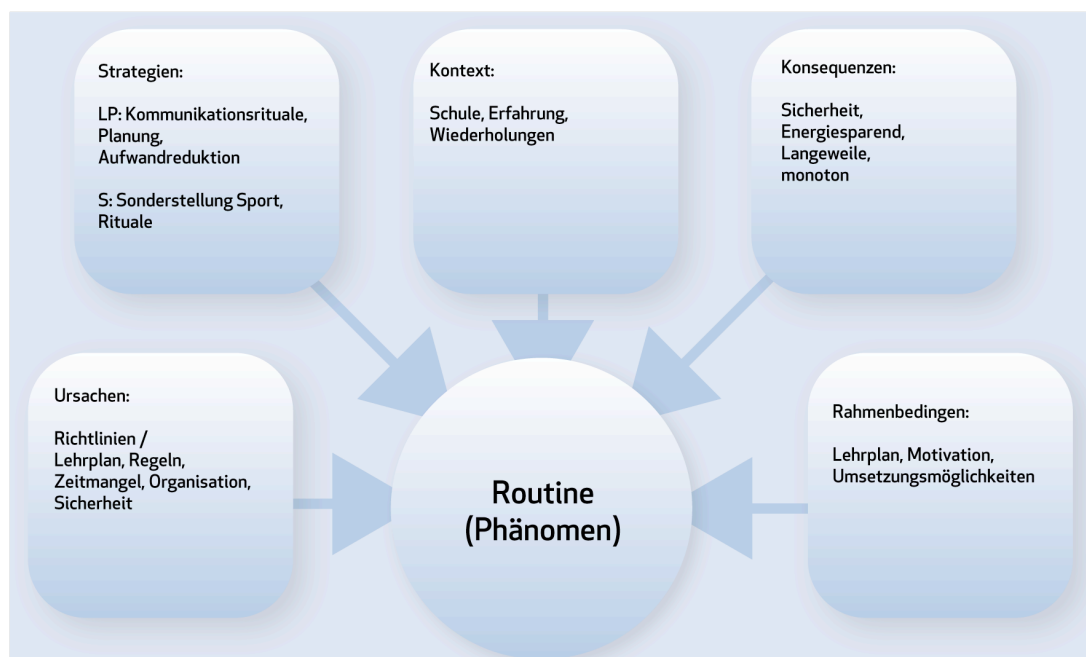 Strategien:
LP: Kommunikationsrituale,
Planung,
Aufwandreduktion
S: Sonderstellung Sport,
Rituale
Kontext:
Schule, Erfahrung,
Wiederholungen
Konsequenzen:
Sicherheit,
Energiesparend,
Langeweile,
monoton
Ursachen:
Richtlinien /
Lehrplan, Regeln,
Zeitmangel, Organisation,
Sicherheit
Routine
(Phänomen)
Rahmenbedingen:
Lehrplan, Motivation,
Umsetzungsmöglichkeiten